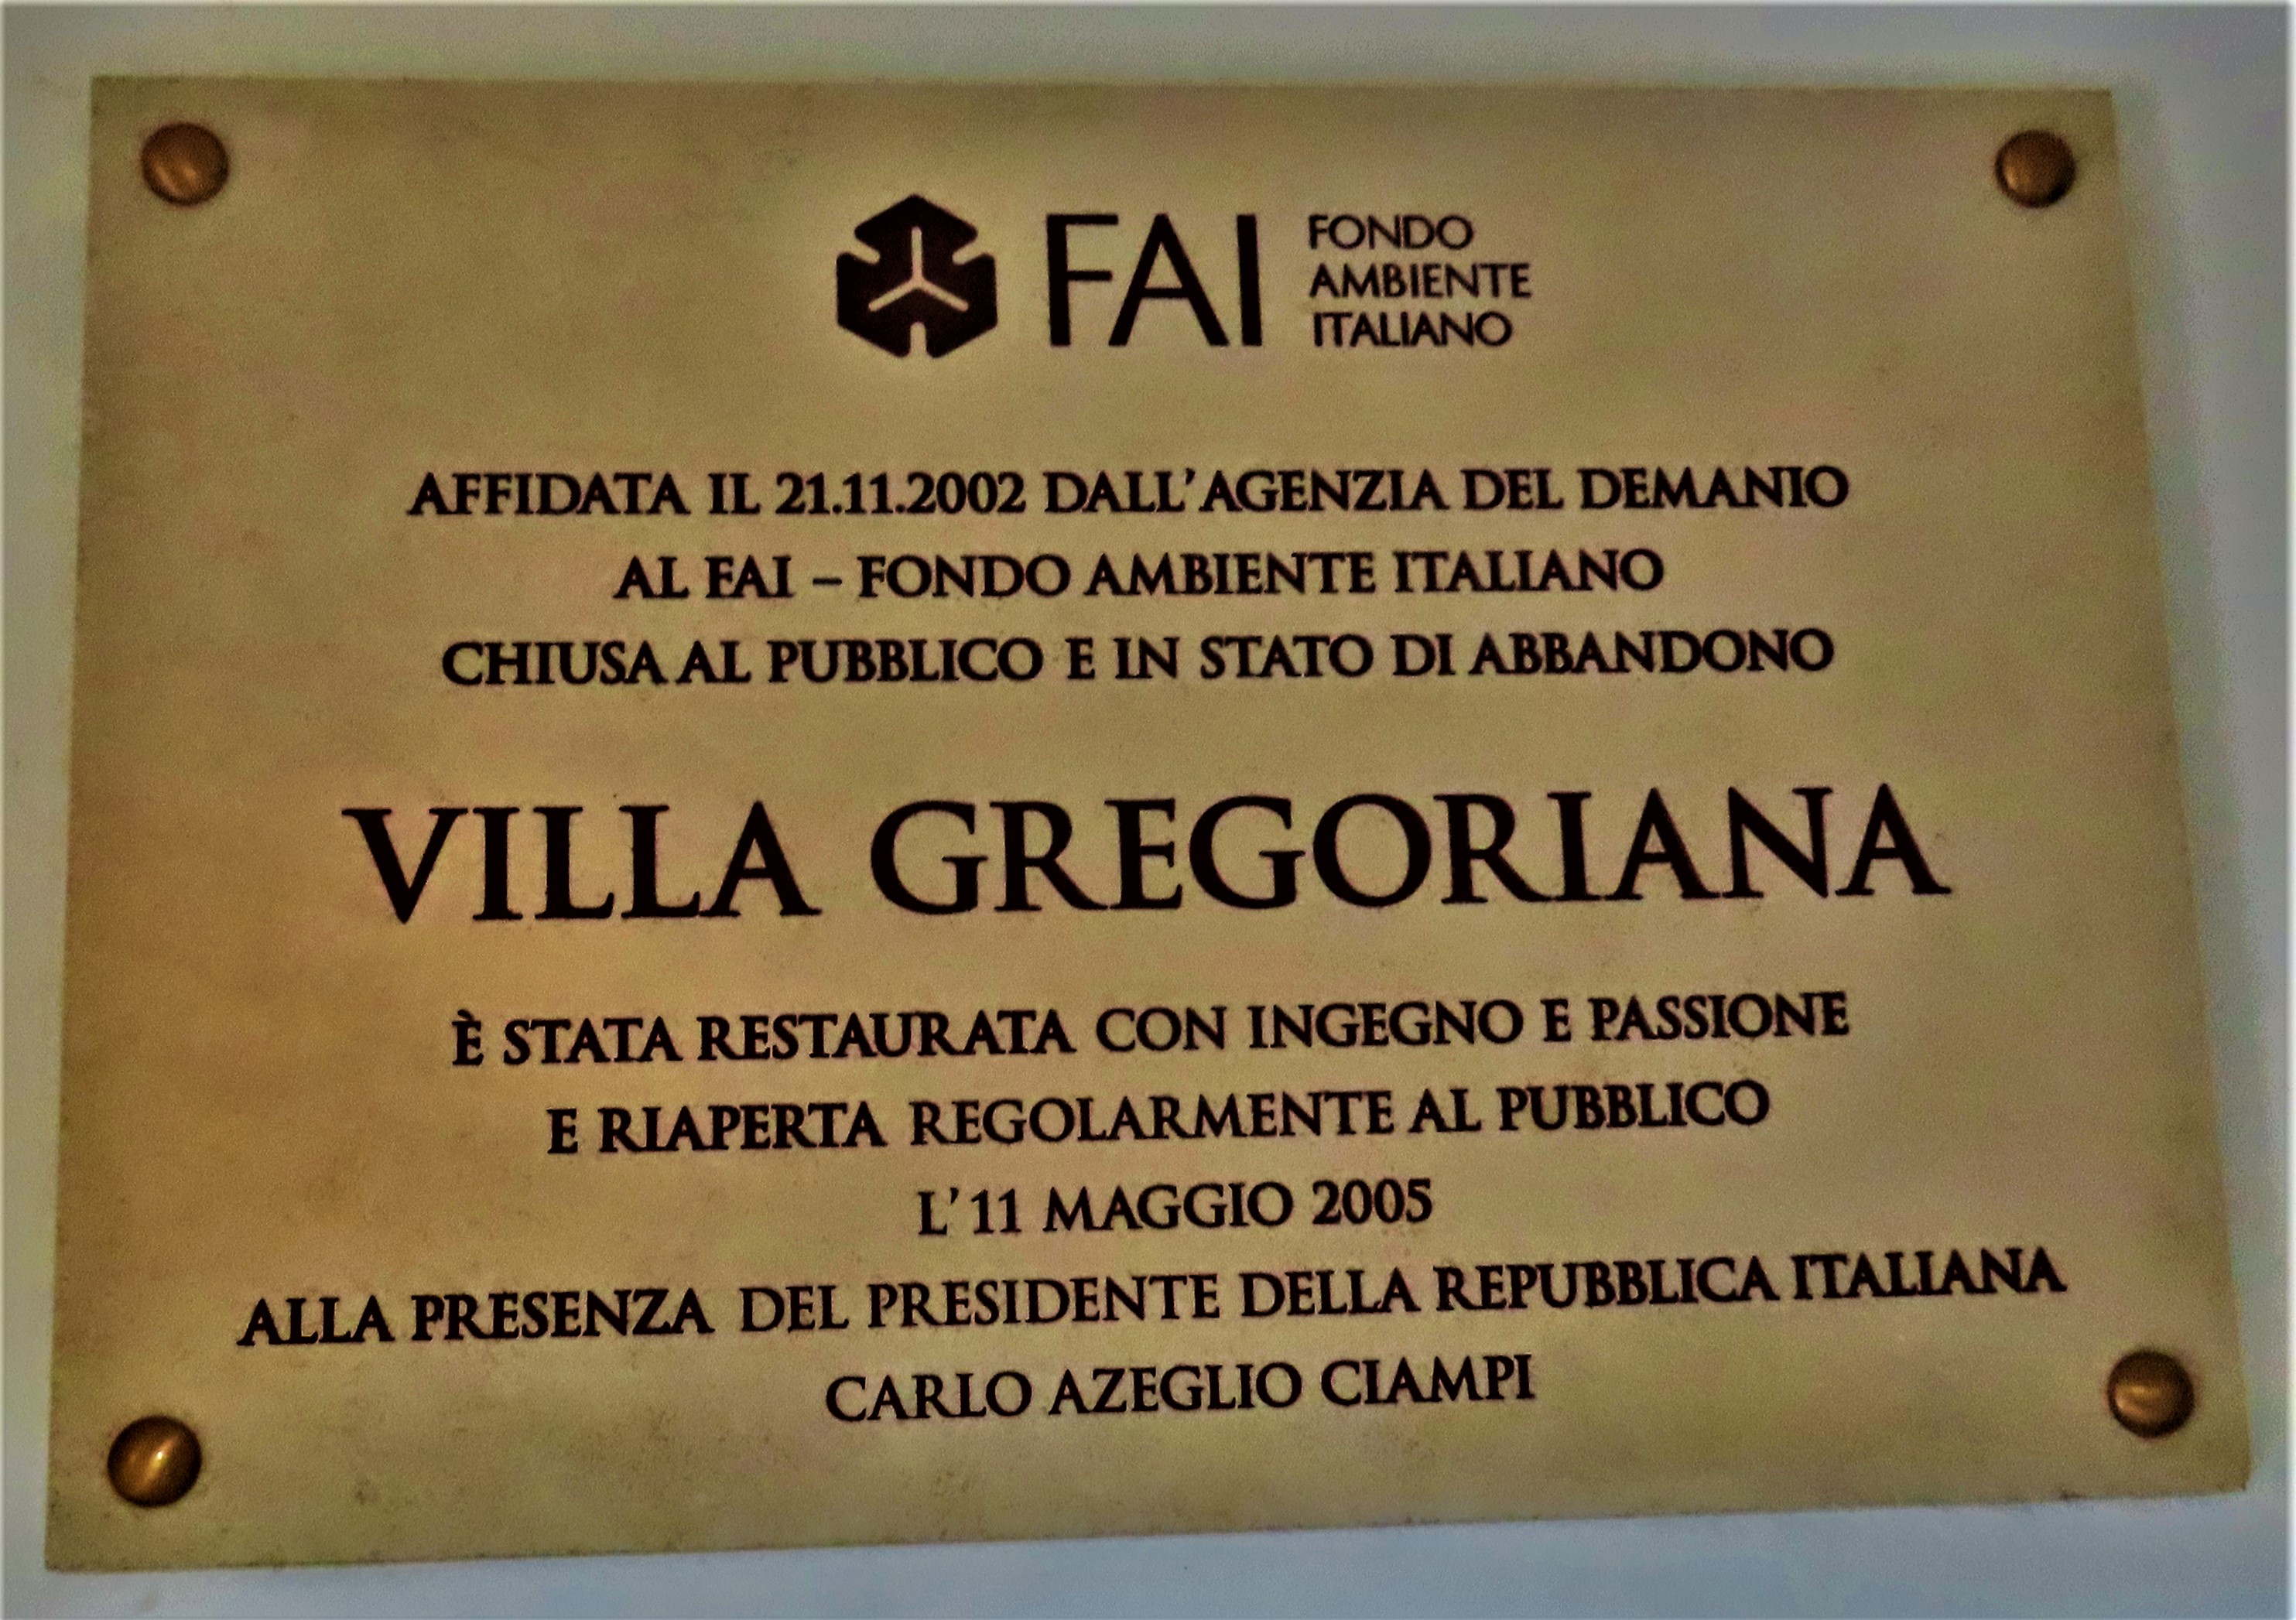 FAI
FONDO
AMBIENTE
ITALIANO
AFFIDATA IL 21.11.2002 DALL'AGENZIA DEL DEMANIO
AL FAI – FONDO AMBIENTE ITALIANO
CHIUSA AL PUBBLICO E IN STATO DI ABBANDONO
VILLA GREGORIANA
È STATA RESTAURATA CON INGEGNO E PASSIONE
E RIAPERTA REGOLARMENTE AL PUBBLICO
L'11 MAGGIO 2005
ALLA PRESENZA DEL PRESIDENTE DELLA REPUBBLICA ITALIANA
CARLO AZEGLIO CIAMPI